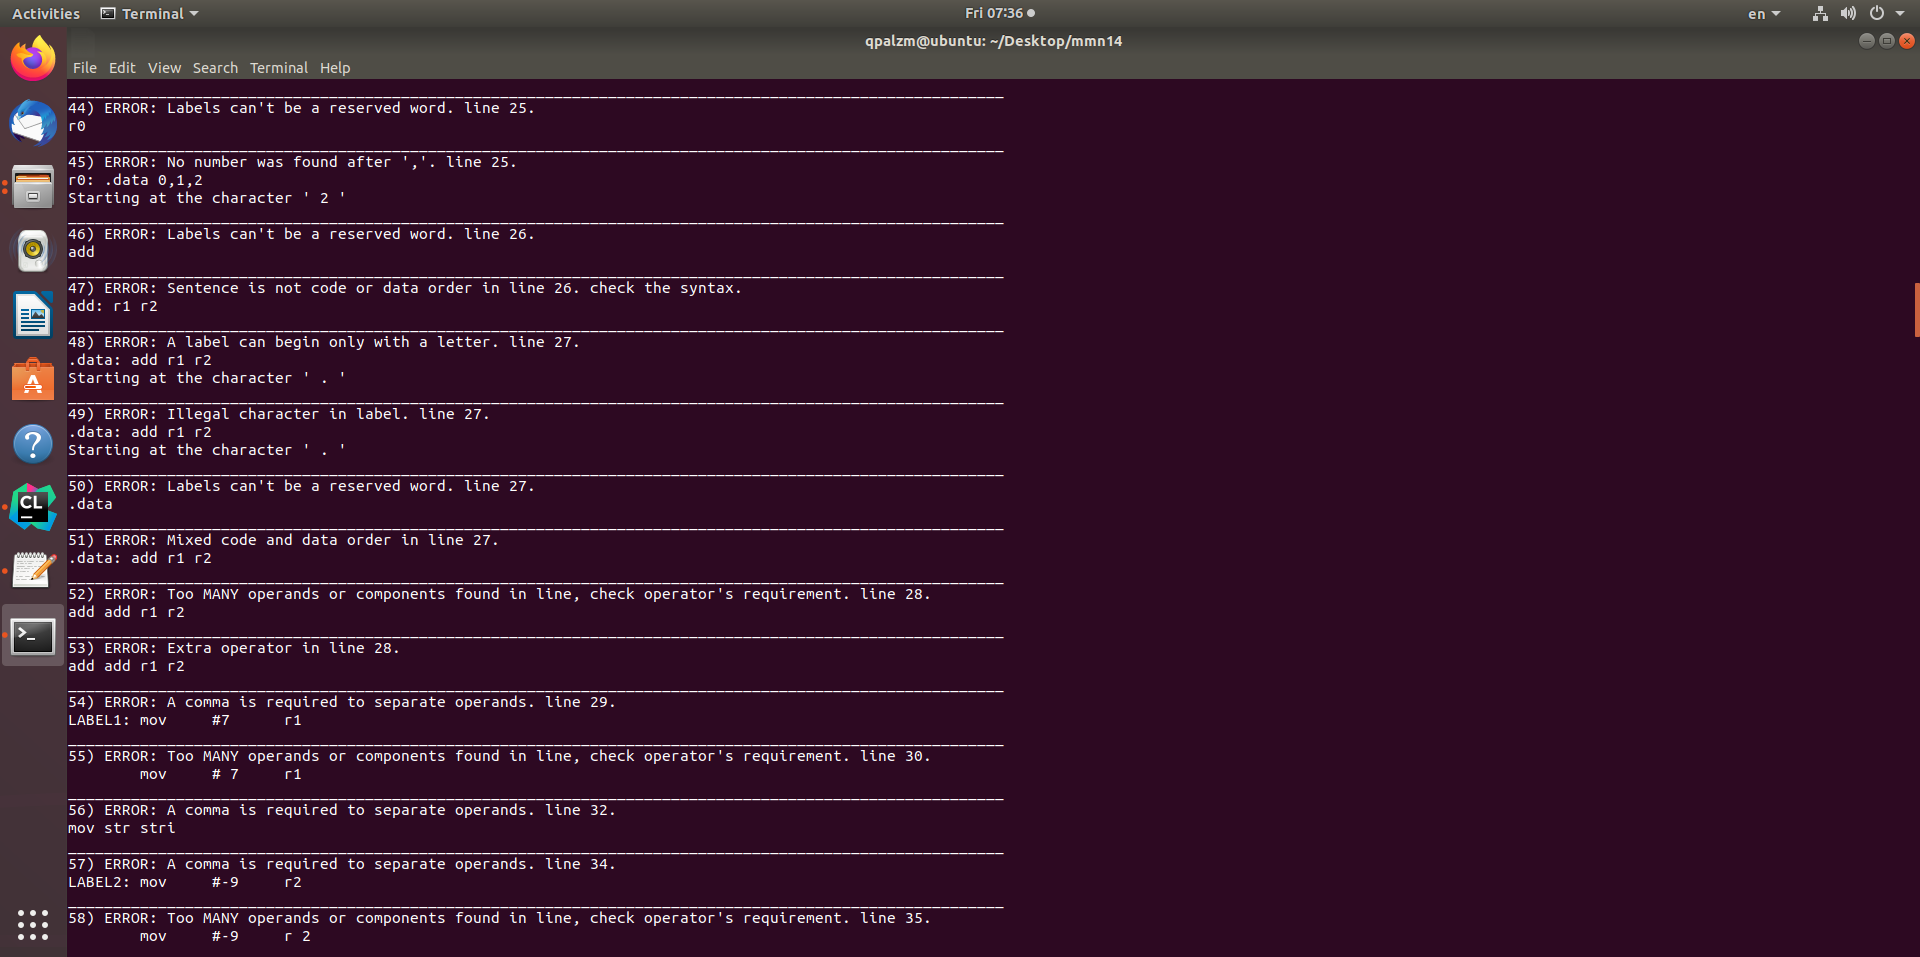 Activities Terminal Fri 07:36 en
qpalzm@ubuntu: ~/Desktop/mmn14
File Edit View Search Terminal Help
44) ERROR: Labels can't be a reserved word. line 25.
r0
45) ERROR: No number was found after ','. line 25.
r0: .data 0,1,2
Starting at the character ' 2 '
46) ERROR: Labels can't be a reserved word. line 26.
add
47) ERROR: Sentence is not code or data order in line 26. check the syntax.
add: r1 r2
48) ERROR: A label can begin only with a letter. line 27.
.data: add r1 r2
Starting at the character ' . '
49) ERROR: Illegal character in label. line 27.
.data: add r1 r2
Starting at the character ' . '
50) ERROR: Labels can't be a reserved word. line 27.
.data
51) ERROR: Mixed code and data order in line 27.
.data: add r1 r2
52) ERROR: Too MANY operands or components found in line, check operator's requirement. line 28.
add add r1 r2
53) ERROR: Extra operator in line 28.
add add r1 r2
54) ERROR: A comma is required to separate operands. line 29.
LABEL1: mov     #7      r1
55) ERROR: Too MANY operands or components found in line, check operator's requirement. line 30.
        mov     # 7     r1
56) ERROR: A comma is required to separate operands. line 32.
mov str stri
57) ERROR: A comma is required to separate operands. line 34.
LABEL2: mov     #-9     r2
58) ERROR: Too MANY operands or components found in line, check operator's requirement. line 35.
        mov     #-9     r 2
CL